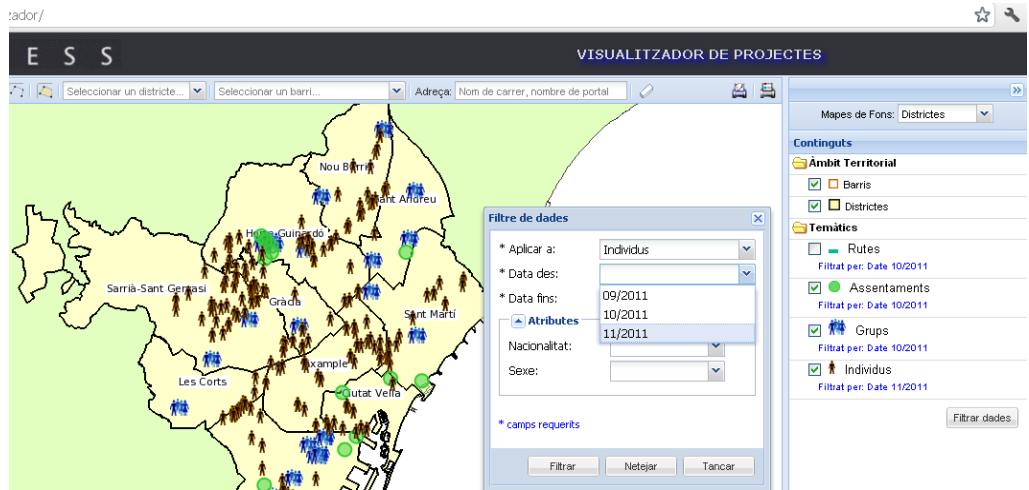 zador/
E S S
VISUALITZADOR DE PROJECTES
Seleccionar un districte... Seleccionar un barri... Adreça: Nom de carrer, nombre de portal
Mapes de Fons: Districtes
Continguts
Àmbit Territorial
Barris
Districtes
Temàtics
Rutes
Filtrat per: Date 10/2011
Assentaments
Filtrat per: Date 10/2011
Grups
Filtrat per: Date 10/2011
Individus
Filtrat per: Date 11/2011
Filtrar dades
Nou Barris
Sant Andreu
Horta-Guinardó
Sarrià-Sant Gervasi
Gràcia
Sant Martí
Eixample
Les Corts
Ciutat Vella
Filtre de dades
* Aplicar a: Individus
* Data des:
* Data fins:
09/2011
10/2011
11/2011
Atributes
Nacionalitat:
Sexe:
* camps requerits
Filtrar Netejar Tancar